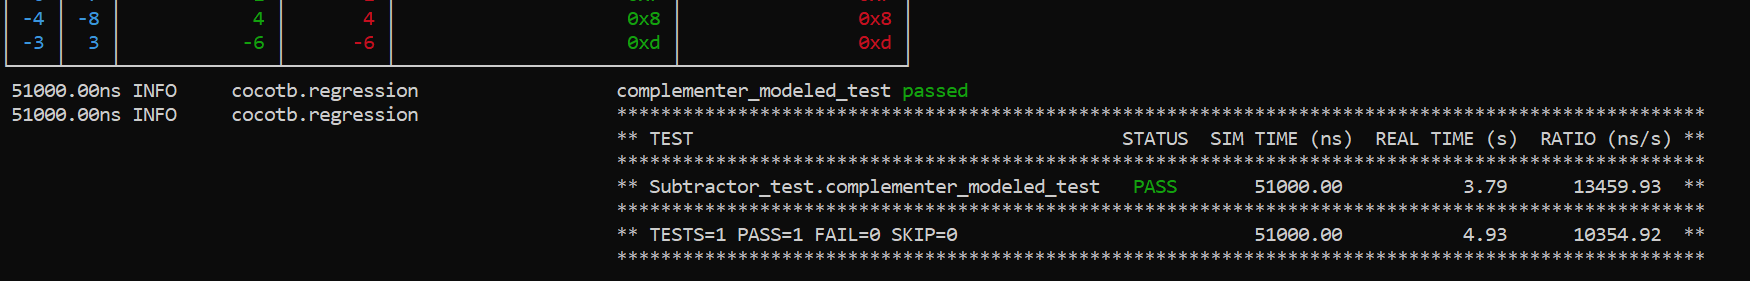 -4 -8 4 4 0x8 0x8
-3 3 -6 -6 0xd 0xd
51000.00ns INFO cocotb.regression complementer_modeled_test passed
51000.00ns INFO cocotb.regression ***************************************************************************************************
** TEST STATUS SIM TIME (ns) REAL TIME (s) RATIO (ns/s) **
***************************************************************************************************
** Subtractor_test.complementer_modeled_test PASS 51000.00 3.79 13459.93 **
***************************************************************************************************
** TESTS=1 PASS=1 FAIL=0 SKIP=0 51000.00 4.93 10354.92 **
***************************************************************************************************